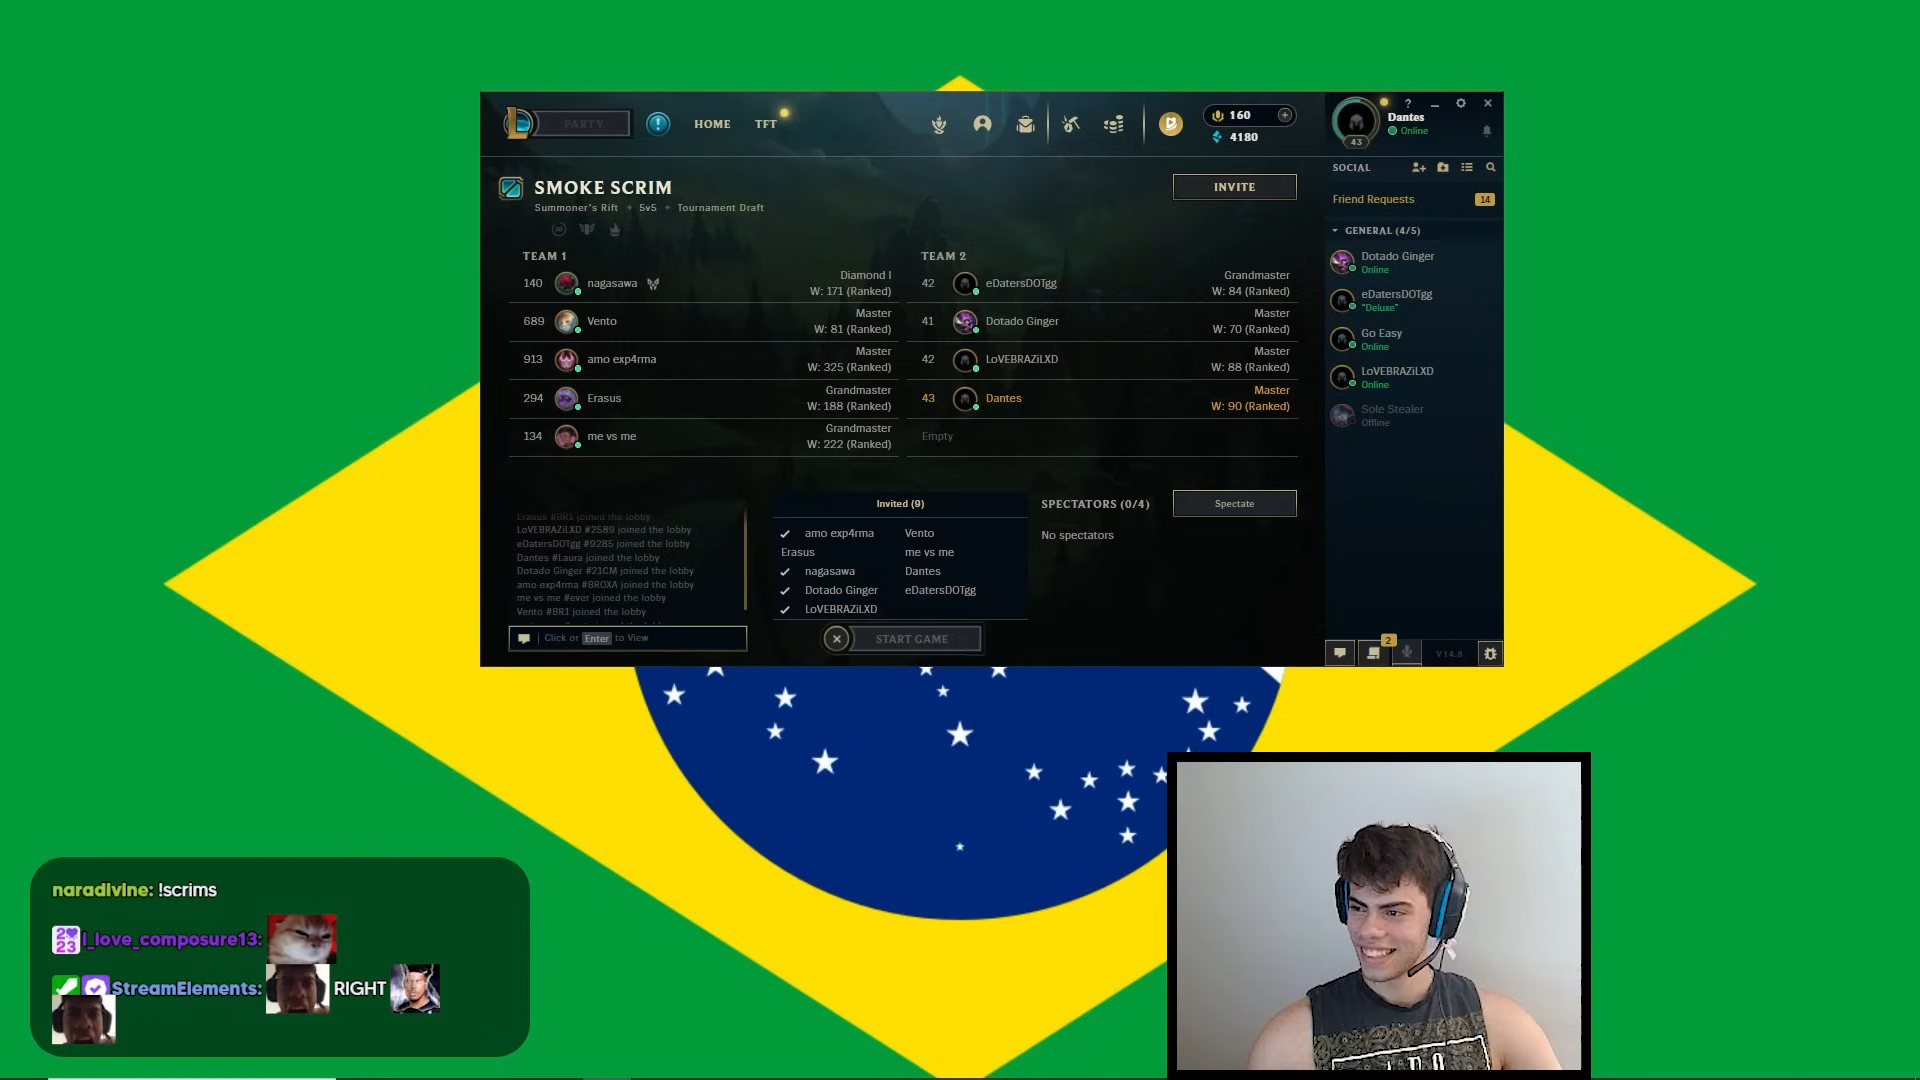 PARTY
HOME
TFT
160
4180
43
Dantes
Online
SMOKE SCRIM
INVITE
Summoner's Rift
5v5
Tournament Draft
TEAM 1
140 nagasawa Diamond I
W: 171 (Ranked)
689 Vento Master
W: 81 (Ranked)
913 amo exp4rma Master
W: 325 (Ranked)
294 Erasus Grandmaster
W: 188 (Ranked)
134 me vs me Grandmaster
W: 222 (Ranked)
TEAM 2
42 eDatersDOTgg Grandmaster
W: 84 (Ranked)
41 Dotado Ginger Master
W: 70 (Ranked)
42 LoVEBRAZiLXD Master
W: 88 (Ranked)
43 Dantes Master
W: 90 (Ranked)
Empty
Erasus #BR1 joined the lobby
LoVEBRAZiLXD #2589 joined the lobby
eDatersDOTgg #9285 joined the lobby
Dantes #Laura joined the lobby
Dotado Ginger #21CM joined the lobby
amo exp4rma #BROXA joined the lobby
me vs me #ever joined the lobby
Vento #BR1 joined the lobby
Click or Enter to View
Invited (9)
amo exp4rma Vento
Erasus me vs me
nagasawa Dantes
Dotado Ginger eDatersDOTgg
LoVEBRAZiLXD
START GAME
SPECTATORS (0/4)
Spectate
No spectators
SOCIAL
Friend Requests 14
GENERAL (4/5)
Dotado Ginger
Online
eDatersDOTgg
"Deluxe"
Go Easy
Online
LoVEBRAZiLXD
Online
Sole Stealer
Offline
2
naradivine: !scrims
2023 I_love_composure13:
StreamElements: RIGHT